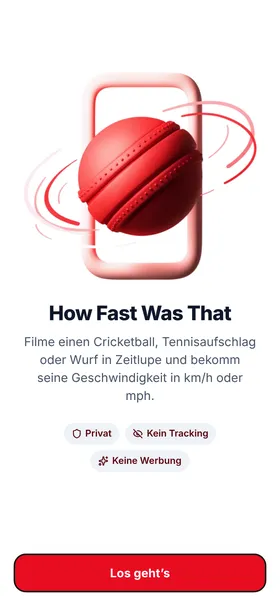 How Fast Was That
Filme einen Cricketball, Tennisaufschlag
oder Wurf in Zeitlupe und bekomm
seine Geschwindigkeit in km/h oder
mph.
Privat
Kein Tracking
Keine Werbung
Los geht’s